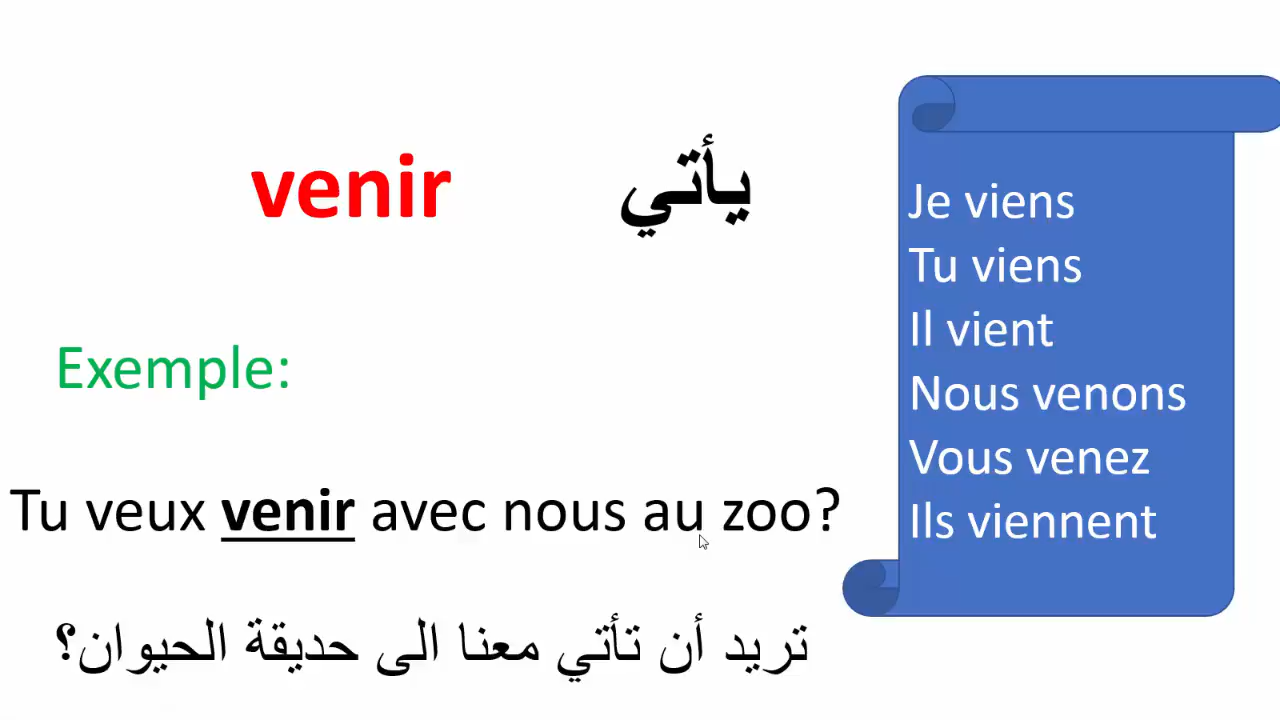 venir يأتي
Exemple:
Tu veux venir avec nous au zoo?
تريد أن تأتي معنا الى حديقة الحيوان؟
Je viens
Tu viens
Il vient
Nous venons
Vous venez
Ils viennent